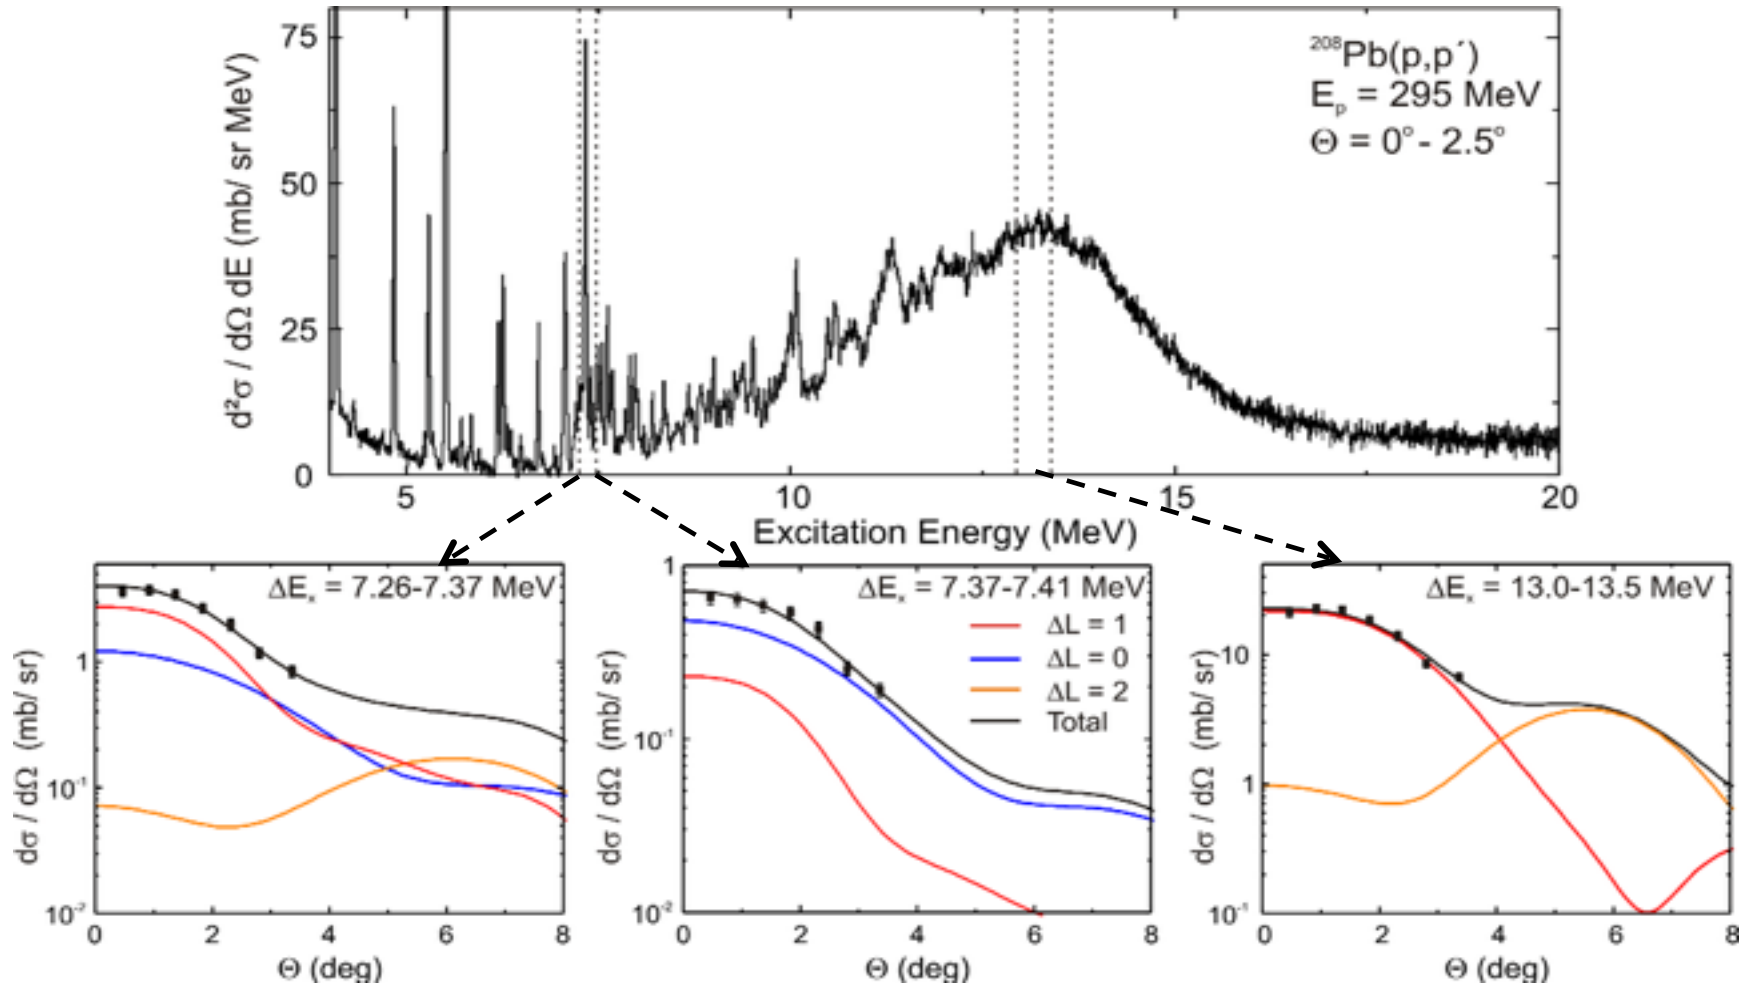 75
50
25
0
d²σ / dΩ dE (mb/ sr MeV)
²⁰⁸Pb(p,p´)
Eₚ = 295 MeV
Θ = 0° - 2.5°
5 10 15 20
Excitation Energy (MeV)
ΔEₓ = 7.26-7.37 MeV
1
10⁻¹
10⁻²
dσ / dΩ (mb/ sr)
0 2 4 6 8
Θ (deg)
ΔEₓ = 7.37-7.41 MeV
ΔL = 1
ΔL = 0
ΔL = 2
Total
1
10⁻¹
10⁻²
dσ / dΩ (mb/ sr)
0 2 4 6 8
Θ (deg)
ΔEₓ = 13.0-13.5 MeV
10
1
10⁻¹
dσ / dΩ (mb/ sr)
0 2 4 6 8
Θ (deg)